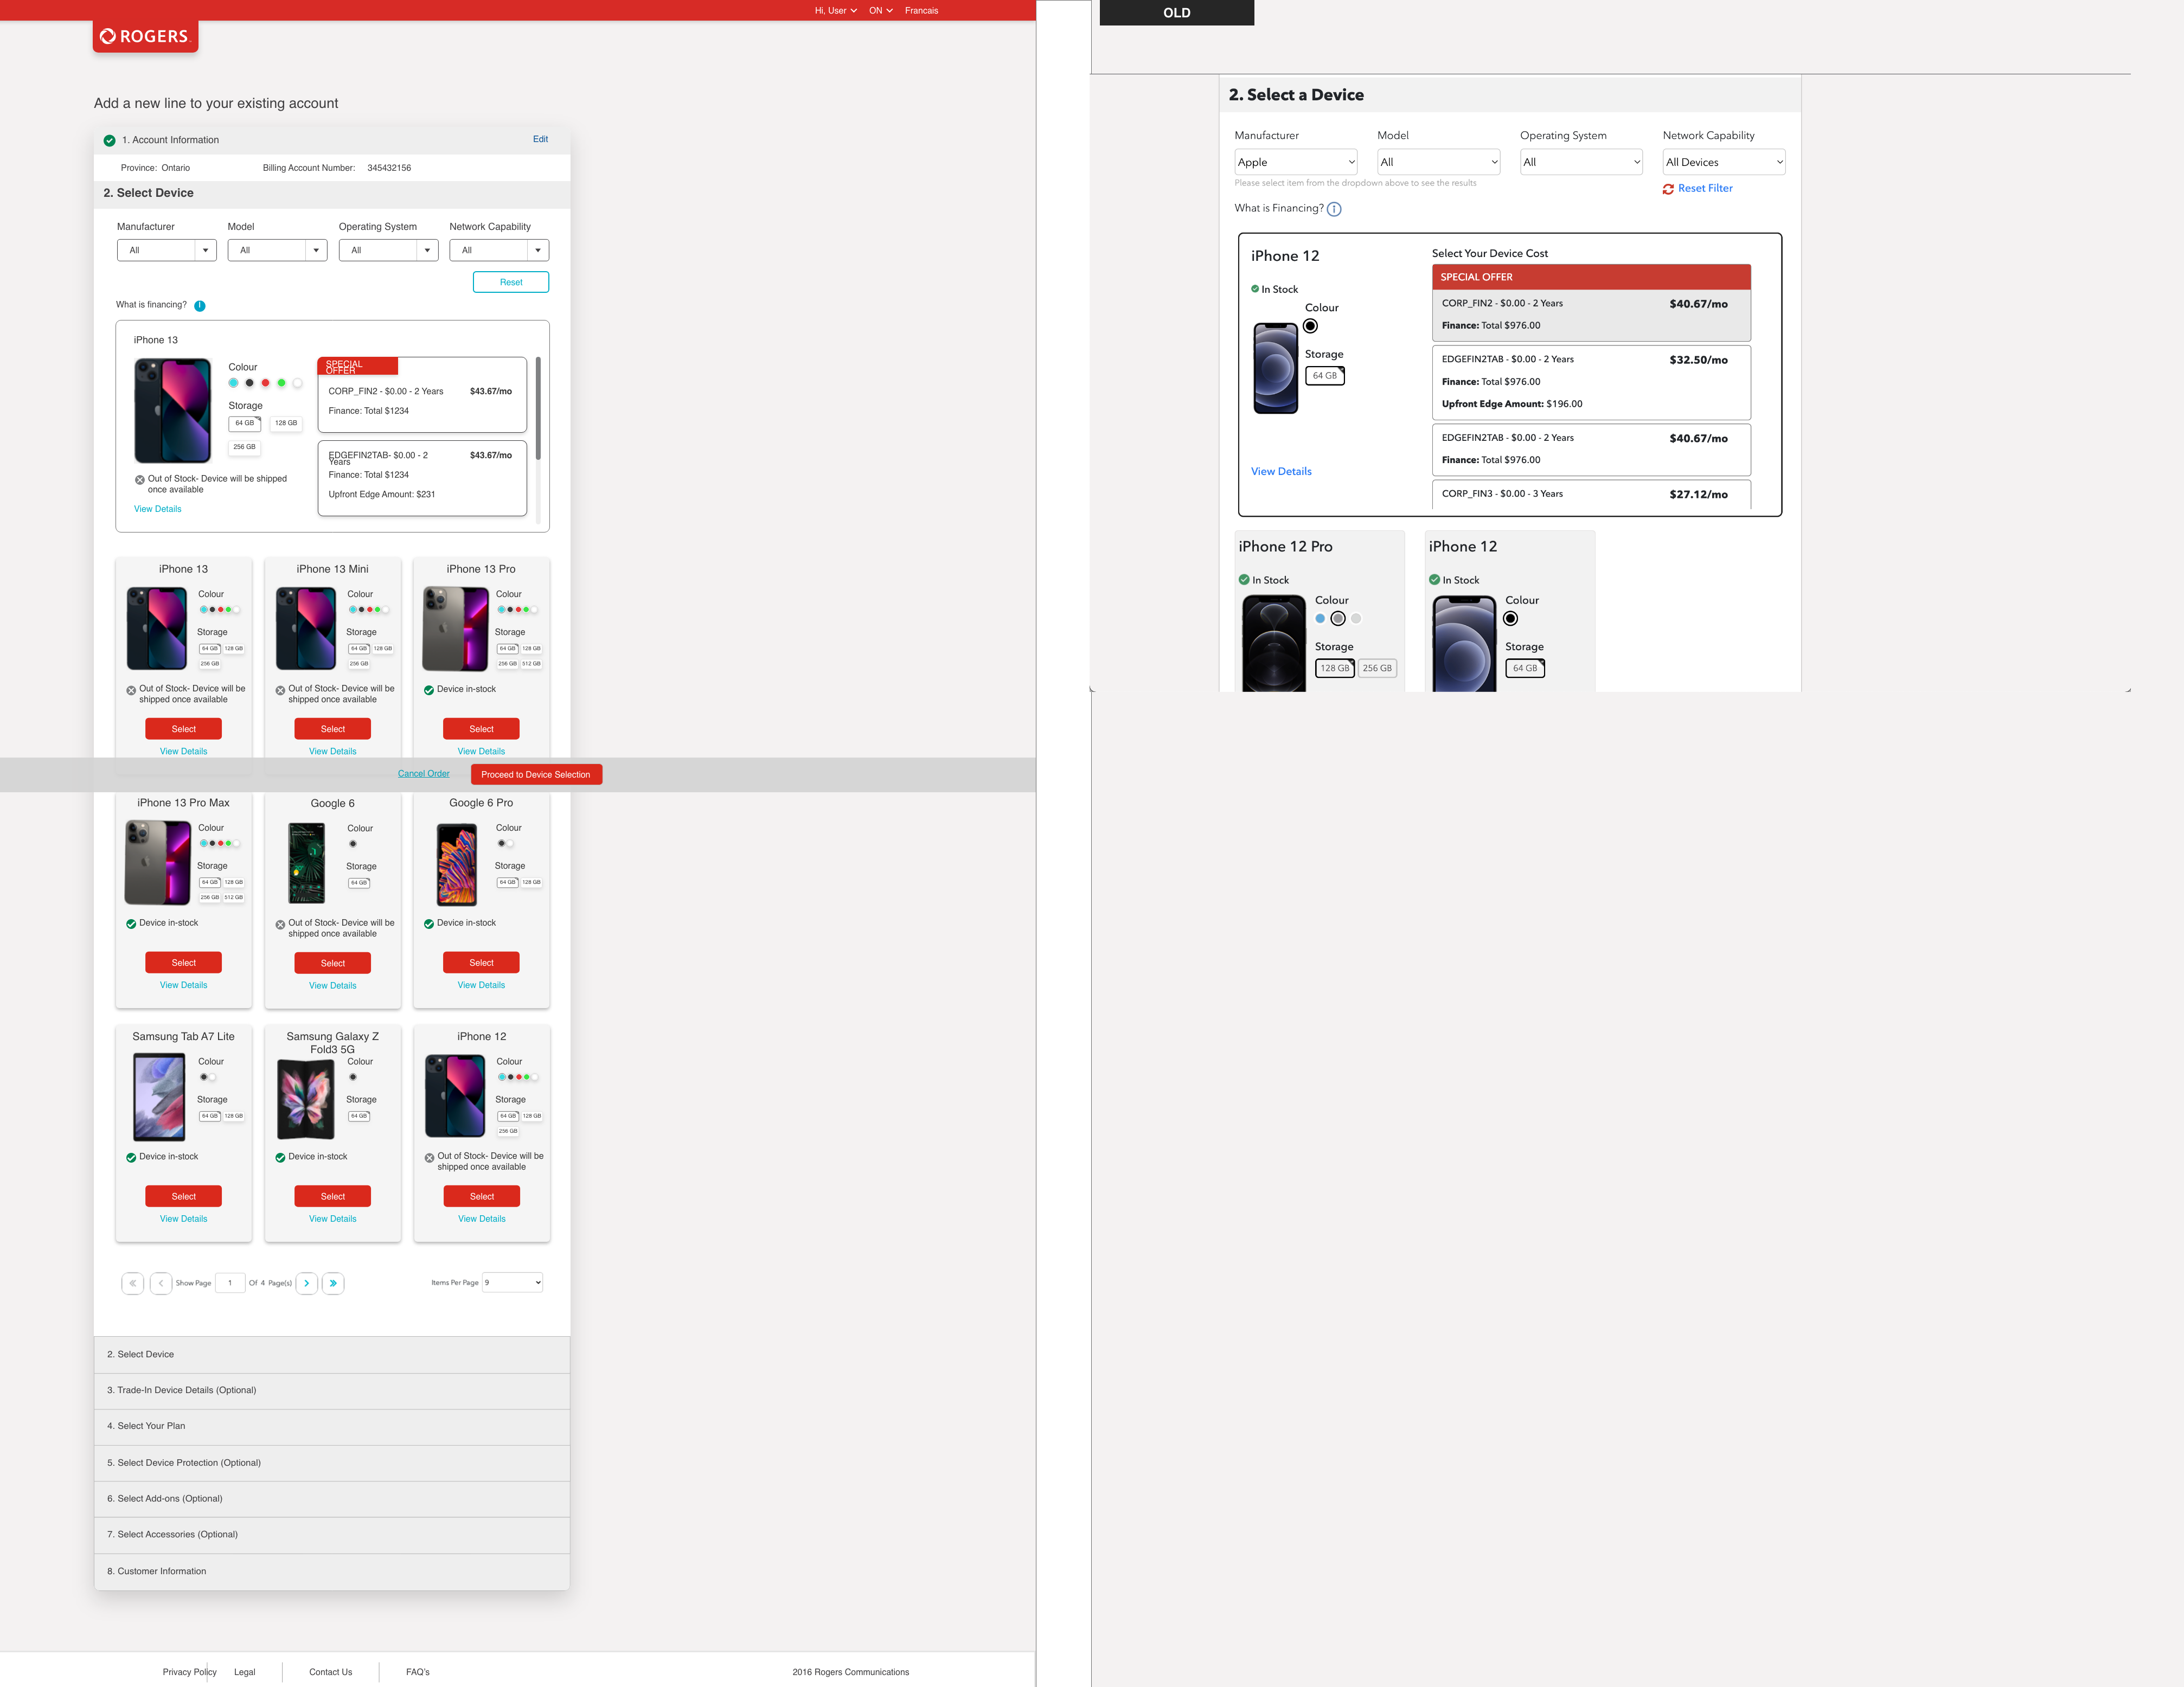 Hi, User ON Francais
ROGERS
Add a new line to your existing account
1. Account Information Edit
Province: Ontario Billing Account Number: 345432156
2. Select Device
Manufacturer Model Operating System Network Capability
All All All All
Reset
What is financing?
iPhone 13
Colour
Storage
64 GB 128 GB
256 GB
Out of Stock- Device will be shipped
once available
View Details
SPECIAL
OFFER
CORP_FIN2 - $0.00 - 2 Years $43.67/mo
Finance: Total $1234
EDGEFIN2TAB- $0.00 - 2
Years
$43.67/mo
Finance: Total $1234
Upfront Edge Amount: $231
iPhone 13
Colour
Storage
64 GB 128 GB
256 GB
Out of Stock- Device will be
shipped once available
Select
View Details
iPhone 13 Mini
Colour
Storage
64 GB 128 GB
256 GB
Out of Stock- Device will be
shipped once available
Select
View Details
iPhone 13 Pro
Colour
Storage
64 GB 128 GB
256 GB 512 GB
Device in-stock
Select
View Details
Cancel Order Proceed to Device Selection
iPhone 13 Pro Max
Colour
Storage
64 GB 128 GB
256 GB 512 GB
Device in-stock
Select
View Details
Google 6
Colour
Storage
64 GB
Out of Stock- Device will be
shipped once available
Select
View Details
Google 6 Pro
Colour
Storage
64 GB 128 GB
Device in-stock
Select
View Details
Samsung Tab A7 Lite
Colour
Storage
64 GB 128 GB
Device in-stock
Select
View Details
Samsung Galaxy Z
Fold3 5G
Colour
Storage
64 GB
Device in-stock
Select
View Details
iPhone 12
Colour
Storage
64 GB 128 GB
256 GB
Out of Stock- Device will be
shipped once available
Select
View Details
Show Page 1 Of 4 Page(s) Items Per Page 9
2. Select Device
3. Trade-In Device Details (Optional)
4. Select Your Plan
5. Select Device Protection (Optional)
6. Select Add-ons (Optional)
7. Select Accessories (Optional)
8. Customer Information
Privacy Policy Legal Contact Us FAQ's 2016 Rogers Communications
OLD
2. Select a Device
Manufacturer Model Operating System Network Capability
Apple All All All Devices
Please select item from the dropdown above to see the results
Reset Filter
What is Financing?
iPhone 12
In Stock
Colour
Storage
64 GB
View Details
Select Your Device Cost
SPECIAL OFFER
CORP_FIN2 - $0.00 - 2 Years $40.67/mo
Finance: Total $976.00
EDGEFIN2TAB - $0.00 - 2 Years $32.50/mo
Finance: Total $976.00
Upfront Edge Amount: $196.00
EDGEFIN2TAB - $0.00 - 2 Years $40.67/mo
Finance: Total $976.00
CORP_FIN3 - $0.00 - 3 Years $27.12/mo
iPhone 12 Pro
In Stock
Colour
Storage
128 GB 256 GB
iPhone 12
In Stock
Colour
Storage
64 GB